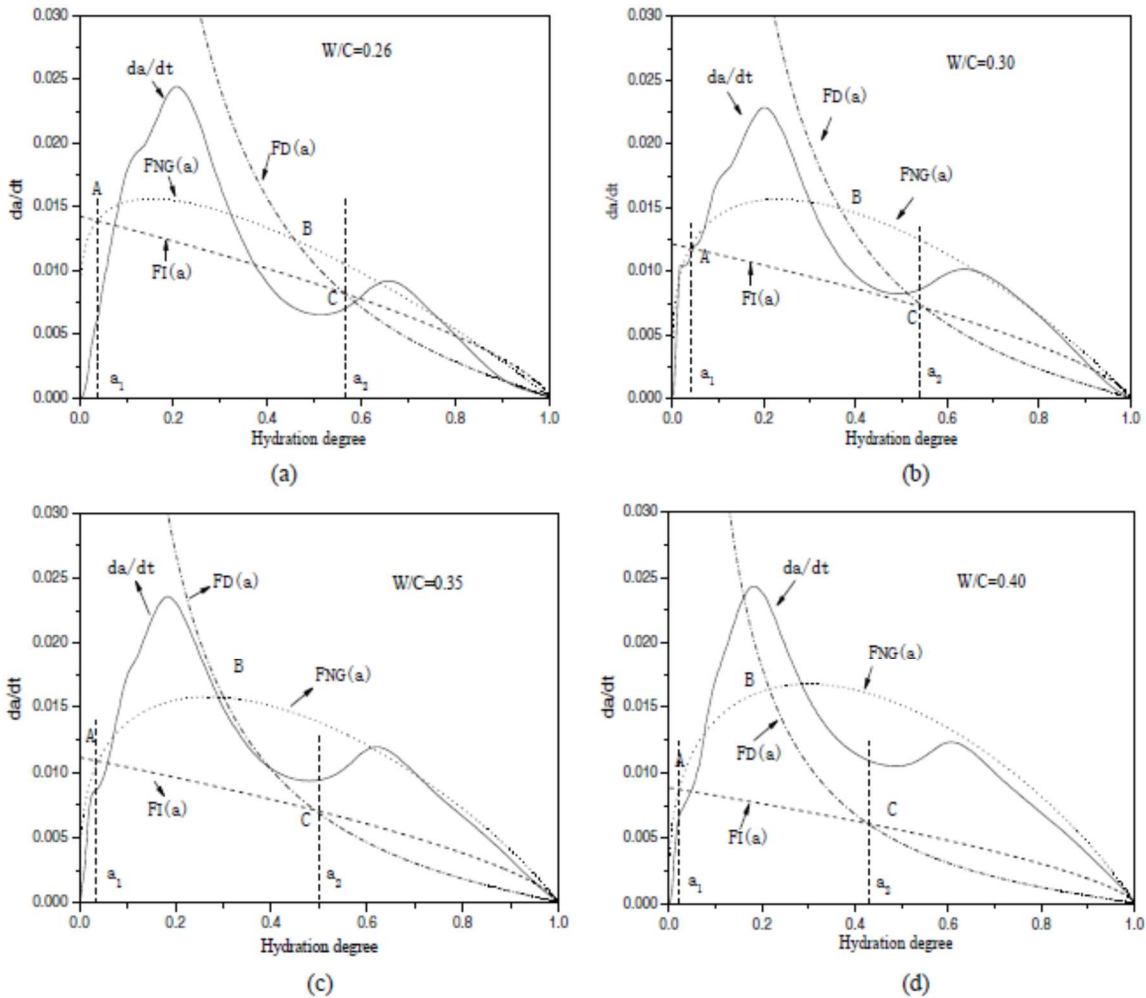 0.030
0.025
0.020
0.015
0.010
0.005
0.000
da/dt
W/C=0.26
da/dt
FD(a)
FNG(a)
A
B
FI(a)
C
a1
a2
0.0 0.2 0.4 0.6 0.8 1.0
Hydration degree
(a)
0.030
0.025
0.020
0.015
0.010
0.005
0.000
da/dt
W/C=0.30
da/dt
FD(a)
FNG(a)
B
A
FI(a)
C
a1
a2
0.0 0.2 0.4 0.6 0.8 1.0
Hydration degree
(b)
0.030
0.025
0.020
0.015
0.010
0.005
0.000
da/dt
da/dt
FD(a)
W/C=0.35
B
FNG(a)
A
FI(a)
C
a1
a2
0.0 0.2 0.4 0.6 0.8 1.0
Hydration degree
(c)
0.030
0.025
0.020
0.015
0.010
0.005
0.000
da/dt
da/dt
W/C=0.40
FNG(a)
B
FD(a)
A
C
FI(a)
a1
a2
0.0 0.2 0.4 0.6 0.8 1.0
Hydration degree
(d)